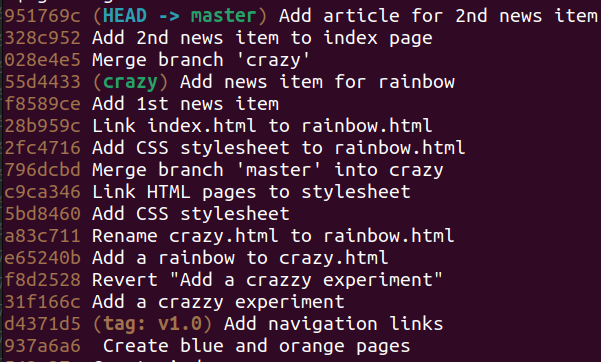 951769c (HEAD -> master) Add article for 2nd news item
328c952 Add 2nd news item to index page
028e4e5 Merge branch 'crazy'
55d4433 (crazy) Add news item for rainbow
f8589ce Add 1st news item
28b959c Link index.html to rainbow.html
2fc4716 Add CSS stylesheet to rainbow.html
796dcbd Merge branch 'master' into crazy
c9ca346 Link HTML pages to stylesheet
5bd8460 Add CSS stylesheet
a83c711 Rename crazy.html to rainbow.html
e65240b Add a rainbow to crazy.html
f8d2528 Revert "Add a crazzy experiment"
31f166c Add a crazzy experiment
d4371d5 (tag: v1.0) Add navigation links
937a6a6  Create blue and orange pages